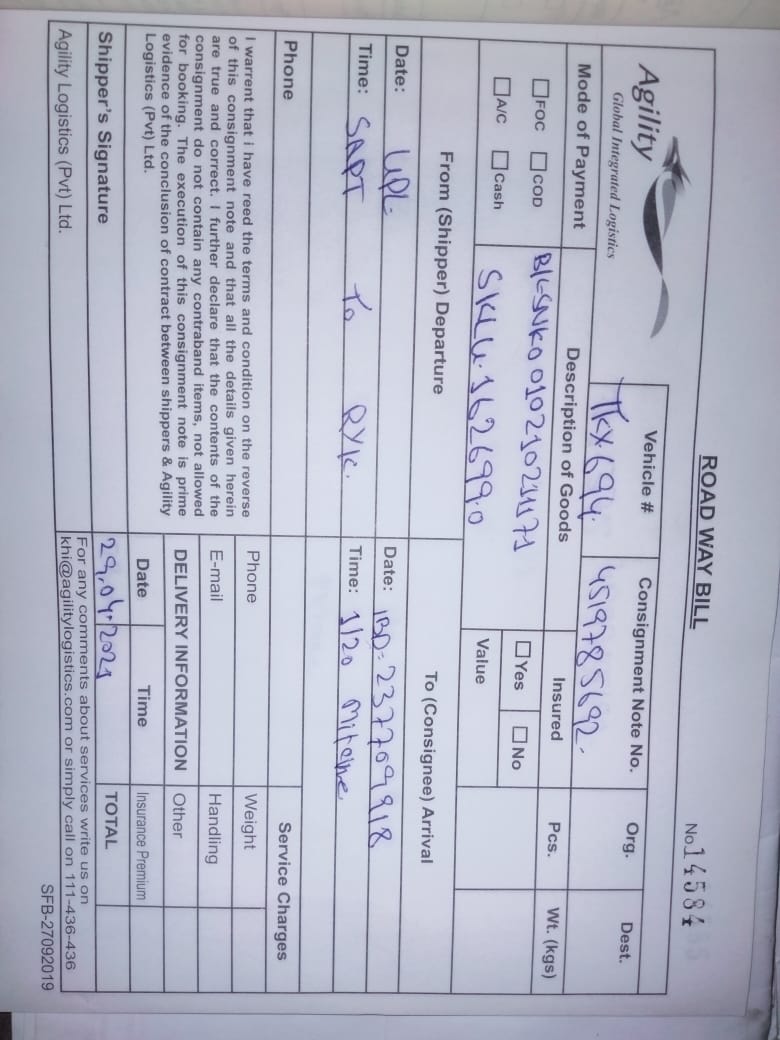 ROAD WAY BILL
No 14584
Agility
Global Integrated Logistics
Vehicle #
Consignment Note No.
Org.
Dest.
TKX694.
4519785692.
Mode of Payment
Description of Goods
Insured
Pcs.
Wt. (kgs)
FOC
COD
B/L SNKO 010210211171
Yes
No
A/C
Cash
SKLU.162699.0
Value
From (Shipper) Departure
To (Consignee) Arrival
Date: UPL.
Date: IBD=237709918
Time: SAPT To RYK.
Time: 1/20
Phone
Service Charges
I warrent that i have reed the terms and condition on the reverse
of this consignment note and that all the details given herein
are true and correct. I further declare that the contents of the
consignment do not contain any contraband items, not allowed
for booking. The execution of this consignment note is prime
evidence of the conclusion of contract between shippers & Agility
Logistics (Pvt) Ltd.
Phone
Weight
E-mail
Handling
DELIVERY INFORMATION
Other
Date
Time
Insurance Premium
Shipper's Signature
29.04.2021
TOTAL
Agility Logistics (Pvt) Ltd.
For any comments about services write us on
khi@agilitylogistics.com or simply call on 111-436-436
SFB-27092019